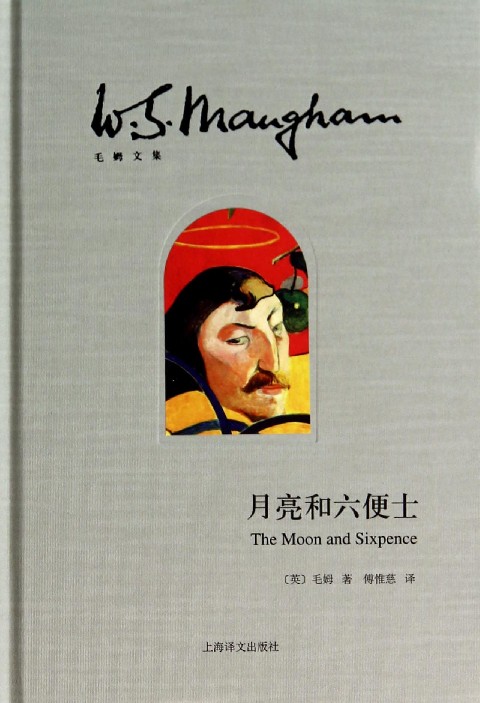 W.S. Maugham
毛姆文集
月亮和六便士
The Moon and Sixpence
〔英〕毛姆 著 傅惟慈 译
上海译文出版社